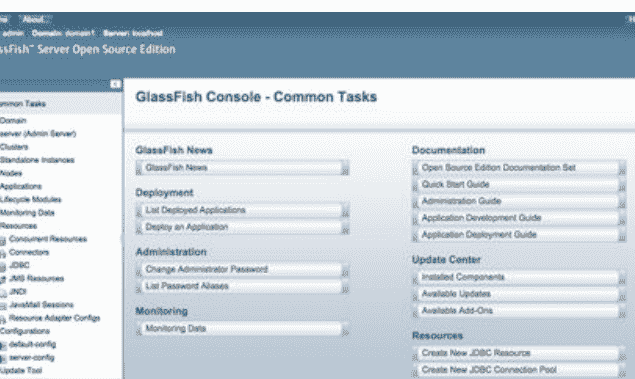 About...
admin Domain: domain1 Server: localhost
ssFish™ Server Open Source Edition
mmon Tasks
Domain
server (Admin Server)
Clusters
Standalone Instances
Nodes
Applications
Lifecycle Modules
Monitoring Data
Resources
Concurrent Resources
Connectors
JDBC
JMS Resources
JNDI
JavaMail Sessions
Resource Adapter Configs
Configurations
default-config
server-config
Update Tool
GlassFish Console - Common Tasks
GlassFish News
GlassFish News
Deployment
List Deployed Applications
Deploy an Application
Administration
Change Administrator Password
List Password Aliases
Monitoring
Monitoring Data
Documentation
Open Source Edition Documentation Set
Quick Start Guide
Administration Guide
Application Development Guide
Application Deployment Guide
Update Center
Installed Components
Available Updates
Available Add-Ons
Resources
Create New JDBC Resource
Create New JDBC Connection Pool